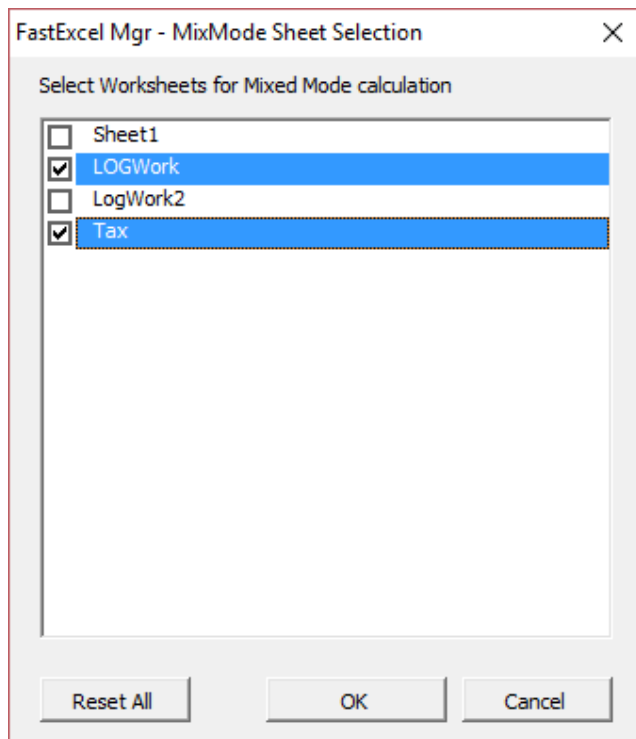 FastExcel Mgr - MixMode Sheet Selection
Select Worksheets for Mixed Mode calculation
Sheet1
LOGWork
LogWork2
Tax
Reset All OK Cancel